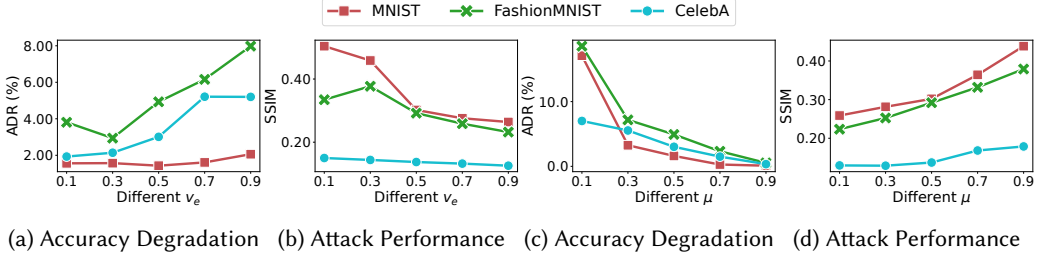 MNIST FashionMNIST CelebA
8.00
6.00
4.00
2.00
ADR (%)
0.1 0.3 0.5 0.7 0.9
Different v_e
0.40
0.20
SSIM
0.1 0.3 0.5 0.7 0.9
Different v_e
10.0
0.0
ADR (%)
0.1 0.3 0.5 0.7 0.9
Different μ
0.40
0.30
0.20
SSIM
0.1 0.3 0.5 0.7 0.9
Different μ
(a) Accuracy Degradation (b) Attack Performance (c) Accuracy Degradation (d) Attack Performance